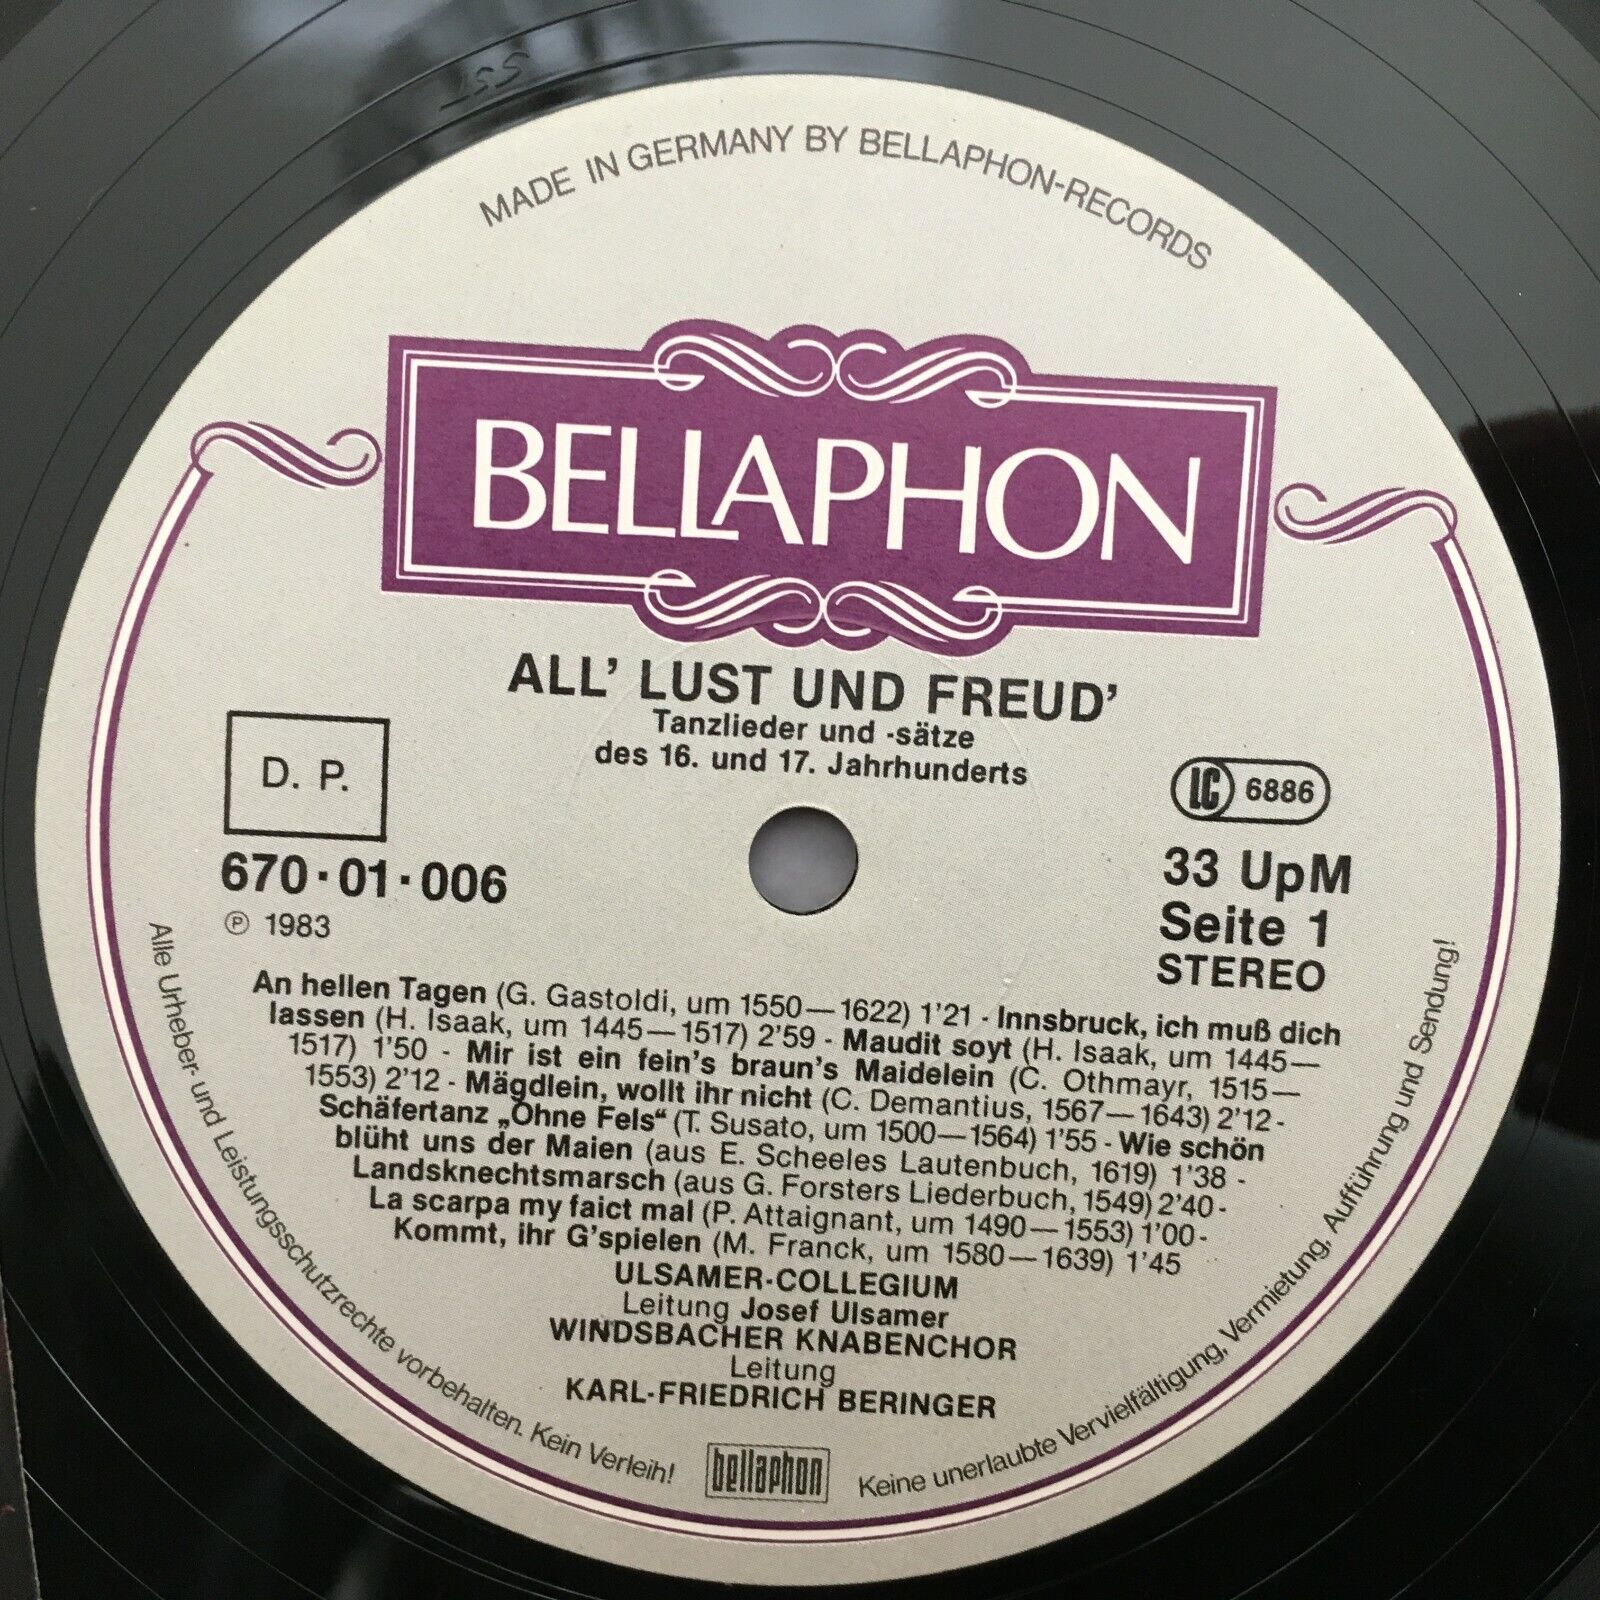 MADE IN GERMANY BY BELLAPHON-RECORDS
BELLAPHON
ALL' LUST UND FREUD'
Tanzlieder und -sätze
des 16. und 17. Jahrhunderts
D. P.
670·01·006
℗ 1983
LC 6886
33 UpM
Seite 1
STEREO
An hellen Tagen (G. Gastoldi, um 1550—1622) 1'21 - Innsbruck, ich muß dich
lassen (H. Isaak, um 1445—1517) 2'59 - Maudit soyt (H. Isaak, um 1445—
1517) 1'50 - Mir ist ein fein's braun's Maidelein (C. Othmayr, 1515—
1553) 2'12 - Mägdlein, wollt ihr nicht (C. Demantius, 1567—1643) 2'12 -
Schäfertanz „Ohne Fels“ (T. Susato, um 1500—1564) 1'55 - Wie schön
blüht uns der Maien (aus E. Scheeles Lautenbuch, 1619) 1'38 -
Landsknechtsmarsch (aus G. Forsters Liederbuch, 1549) 2'40 -
La scarpa my faict mal (P. Attaignant, um 1490—1553) 1'00 -
Kommt, ihr G'spielen (M. Franck, um 1580—1639) 1'45
ULSAMER-COLLEGIUM
Leitung Josef Ulsamer
WINDSBACHER KNABENCHOR
Leitung
KARL-FRIEDRICH BERINGER
Alle Urheber- und Leistungsschutzrechte vorbehalten. Kein Verleih!
bellaphon
Keine unerlaubte Vervielfältigung, Vermietung, Aufführung und Sendung!